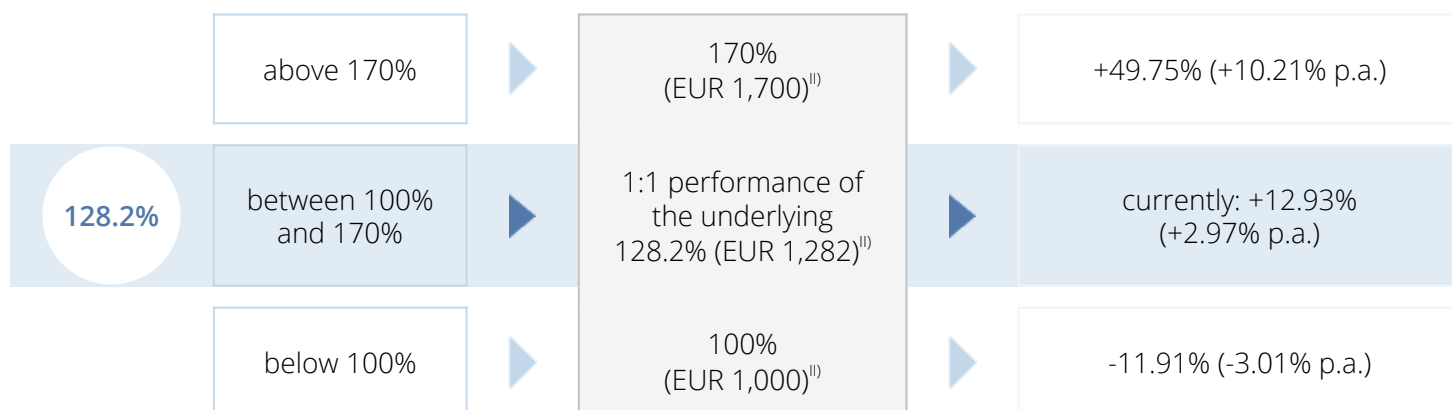 above 170%
170%
(EUR 1,700)II)
+49.75% (+10.21% p.a.)
128.2%
between 100%
and 170%
1:1 performance of
the underlying
128.2% (EUR 1,282)II)
currently: +12.93%
(+2.97% p.a.)
below 100%
100%
(EUR 1,000)II)
-11.91% (-3.01% p.a.)